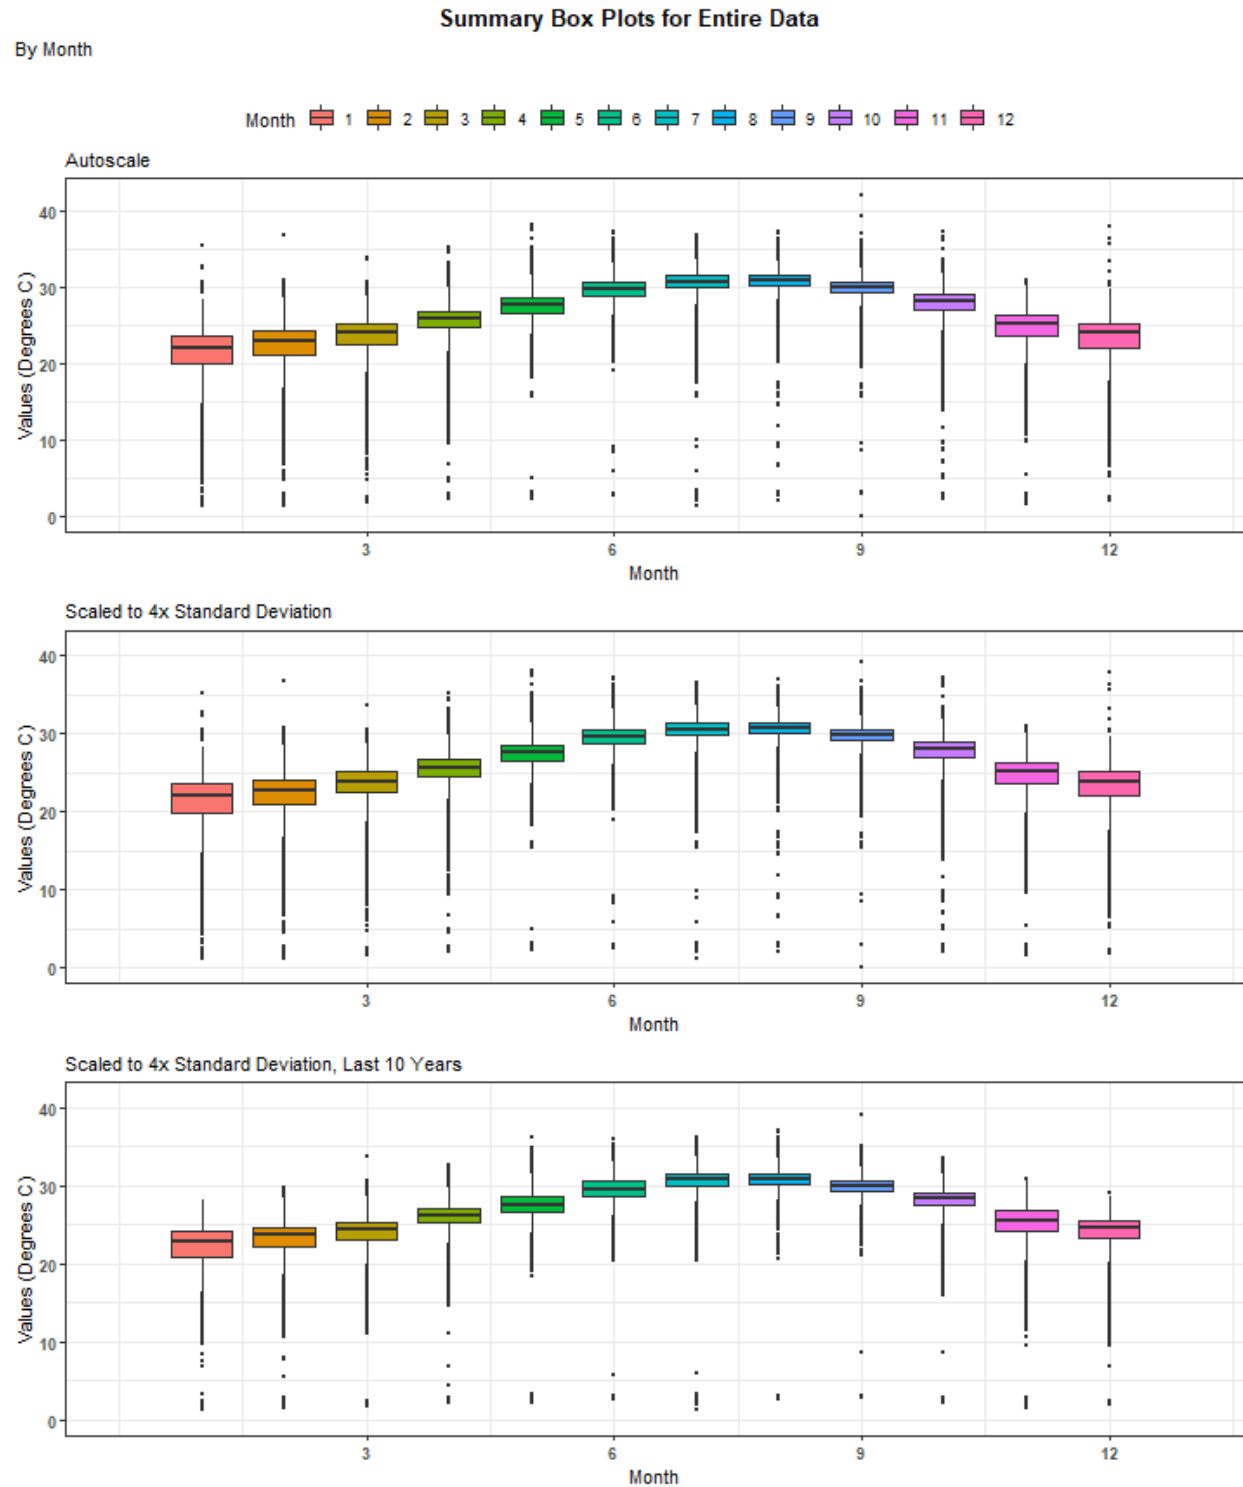 Summary Box Plots for Entire Data
By Month
Month 1 2 3 4 5 6 7 8 9 10 11 12
Autoscale
Values (Degrees C)
40
30
20
10
0
3 6 9 12
Month
Scaled to 4x Standard Deviation
Values (Degrees C)
40
30
20
10
0
3 6 9 12
Month
Scaled to 4x Standard Deviation, Last 10 Years
Values (Degrees C)
40
30
20
10
0
3 6 9 12
Month